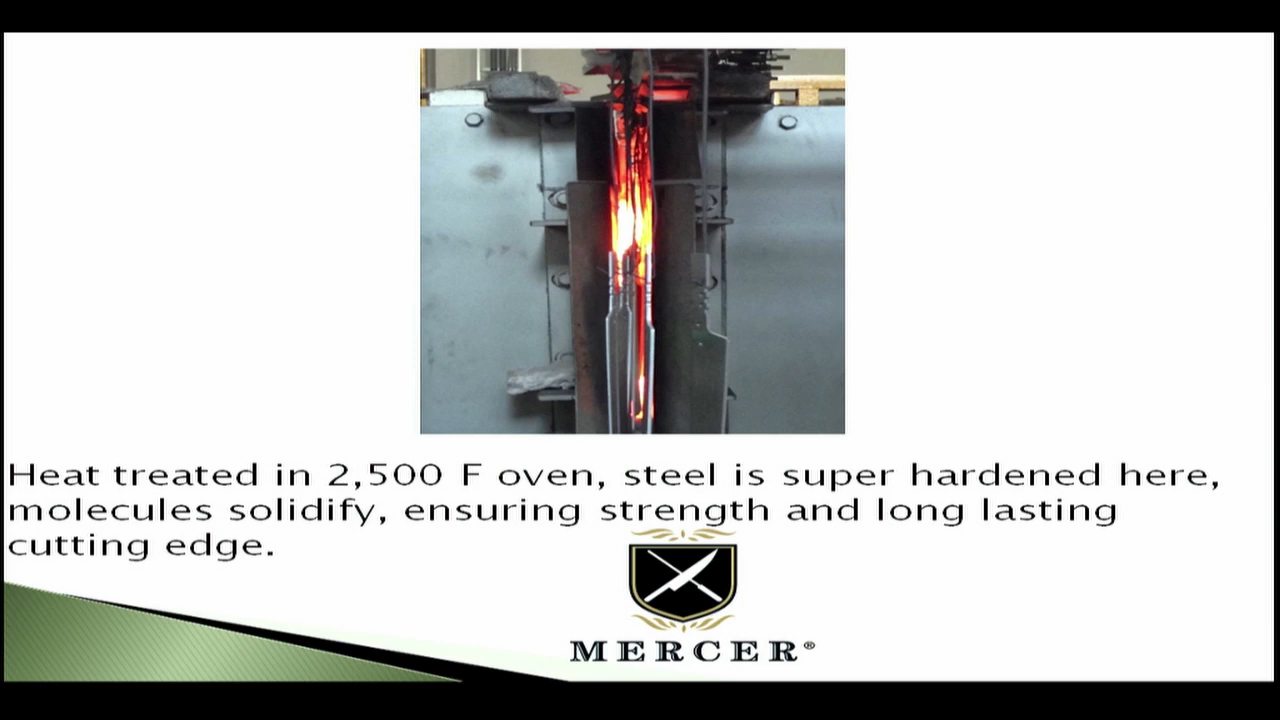 Heat treated in 2,500 F oven, steel is super hardened here,
molecules solidify, ensuring strength and long lasting
cutting edge.
MERCER®